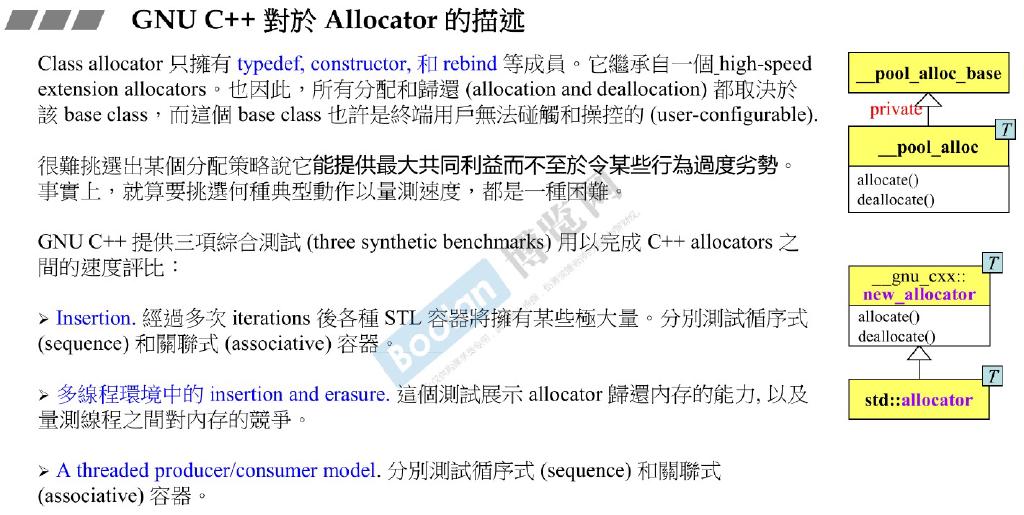 GNU C++ 對於 Allocator 的描述
Class allocator 只擁有 typedef, constructor, 和 rebind 等成員。它繼承自一個 high-speed
extension allocators。也因此，所有分配和歸還 (allocation and deallocation) 都取決於
該 base class，而這個 base class 也許是終端用戶無法碰觸和操控的 (user-configurable).
很難挑選出某個分配策略說它能提供最大共同利益而不至於令某些行為過度劣勢。
事實上，就算要挑選何種典型動作以量測速度，都是一種困難。
GNU C++ 提供三項綜合測試 (three synthetic benchmarks) 用以完成 C++ allocators 之
間的速度評比：
➢ Insertion. 經過多次 iterations 後各種 STL 容器將擁有某些極大量。分別測試循序式
(sequence) 和關聯式 (associative) 容器。
➢ 多線程環境中的 insertion and erasure. 這個測試展示 allocator 歸還內存的能力, 以及
量測線程之間對內存的競爭。
➢ A threaded producer/consumer model. 分別測試循序式 (sequence) 和關聯式
(associative) 容器。
__pool_alloc_base
private
T
__pool_alloc
allocate()
deallocate()
T
__gnu_cxx::
new_allocator
allocate()
deallocate()
T
std::allocator
Boolan
博览网